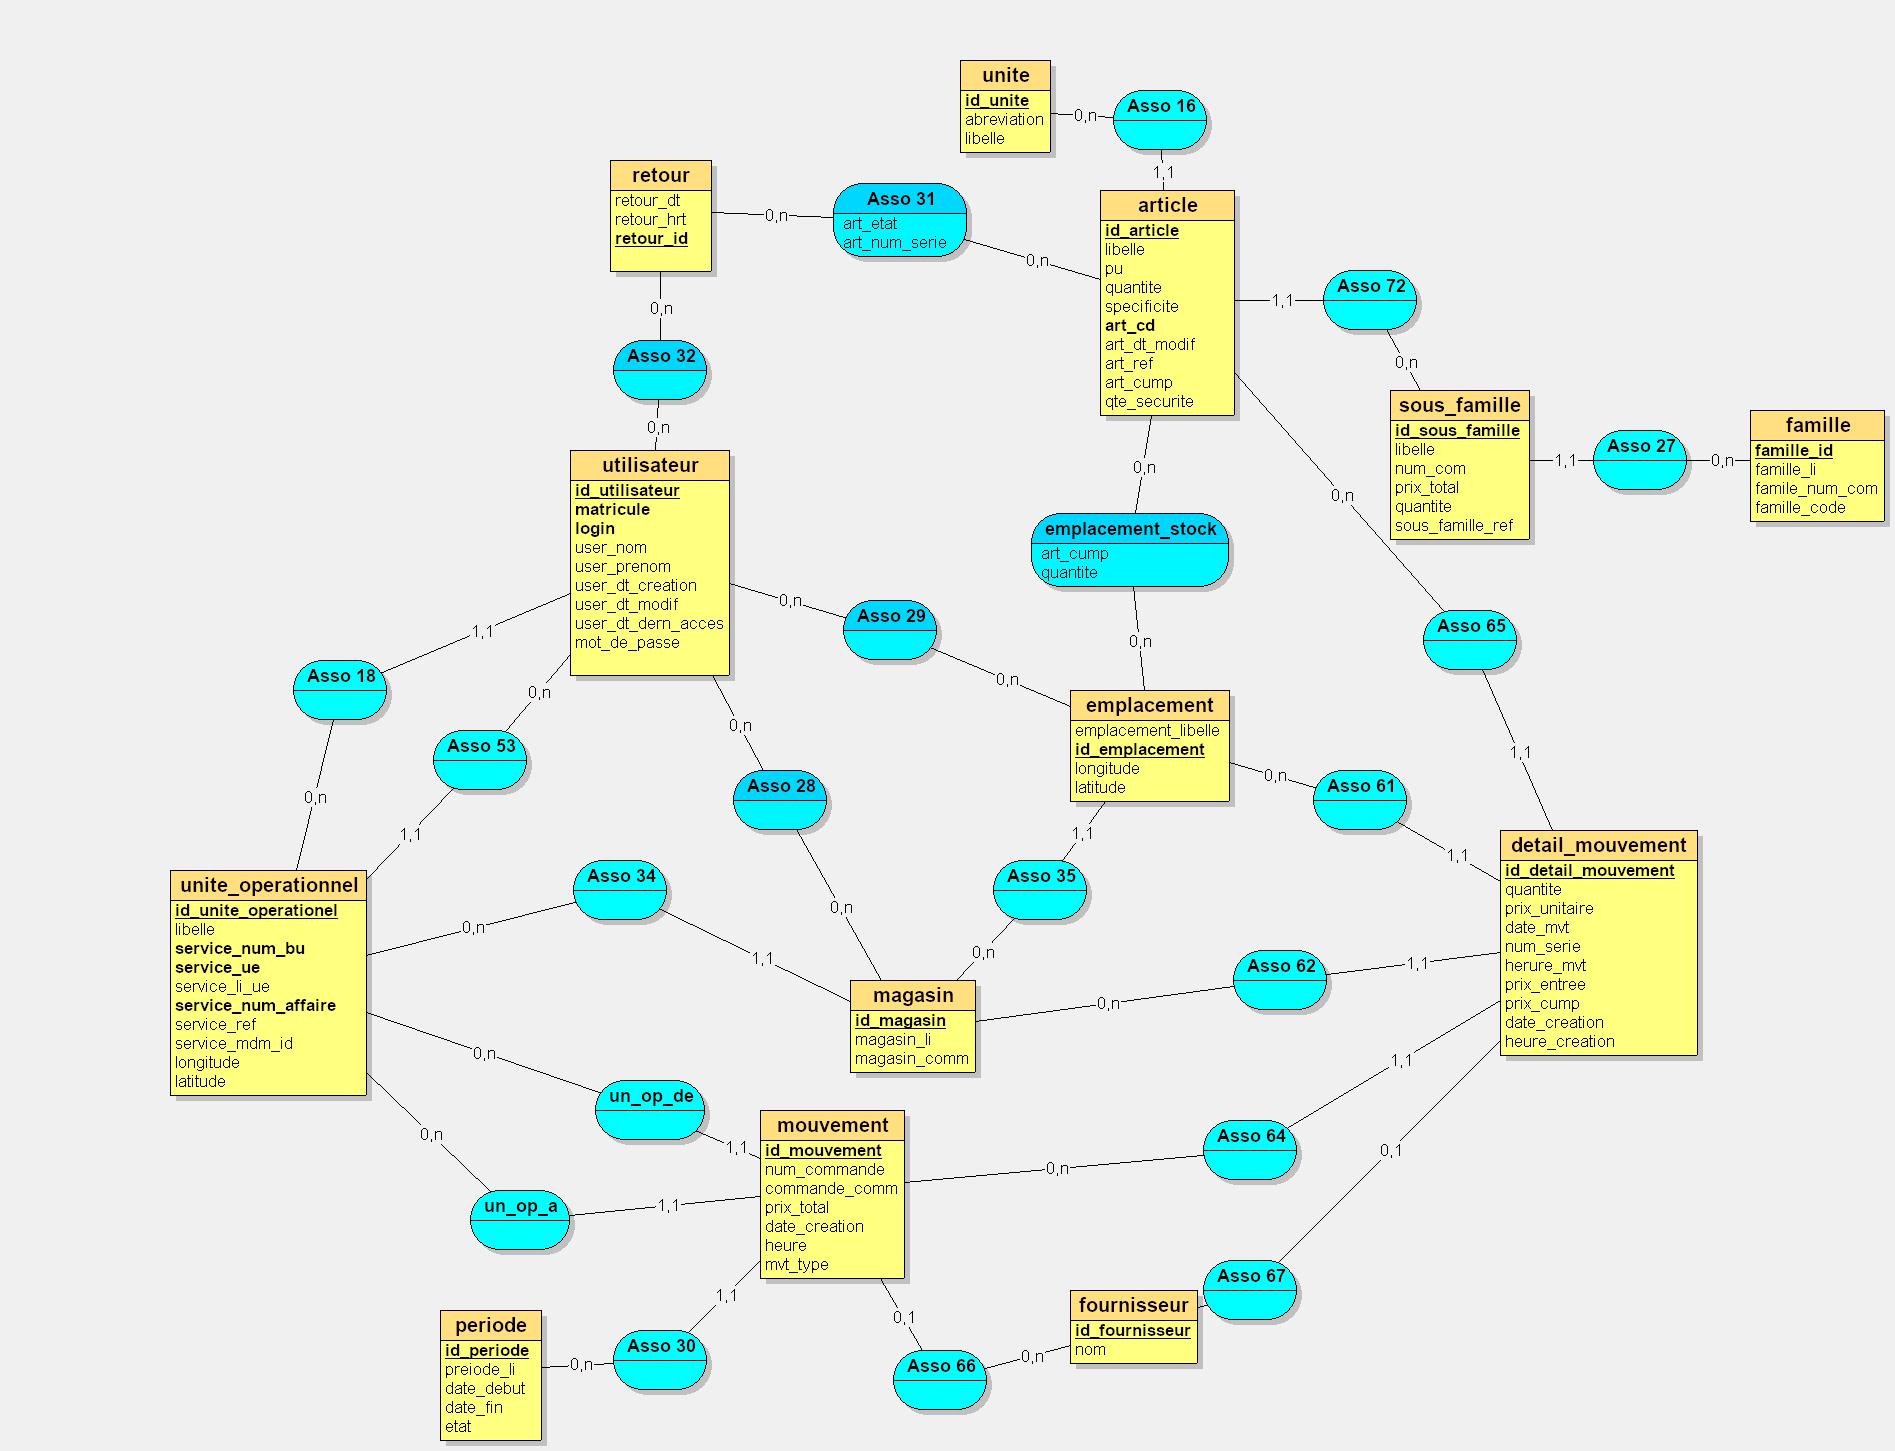 unite
id_unite
abreviation
libelle
0,n
Asso 16
1,1
retour
retour_dt
retour_hrt
retour_id
0,n
Asso 31
art_etat
art_num_serie
0,n
article
id_article
libelle
pu
quantite
specificite
art_cd
art_dt_modif
art_ref
art_cump
qte_securite
1,1
Asso 72
0,n
0,n
Asso 32
0,n
sous_famille
id_sous_famille
libelle
num_com
prix_total
quantite
sous_famille_ref
1,1
Asso 27
0,n
famille
famille_id
famille_li
famile_num_com
famille_code
utilisateur
id_utilisateur
matricule
login
user_nom
user_prenom
user_dt_creation
user_dt_modif
user_dt_dern_acces
mot_de_passe
0,n
emplacement_stock
art_cump
quantite
0,n
0,n
Asso 65
1,1
0,n
Asso 29
0,n
1,1
Asso 18
0,n
0,n
Asso 53
1,1
0,n
Asso 28
0,n
emplacement
emplacement_libelle
id_emplacement
longitude
latitude
0,n
Asso 61
1,1
1,1
Asso 35
0,n
detail_mouvement
id_detail_mouvement
quantite
prix_unitaire
date_mvt
num_serie
herure_mvt
prix_entree
prix_cump
date_creation
heure_creation
unite_operationnel
id_unite_operationel
libelle
service_num_bu
service_ue
service_li_ue
service_num_affaire
service_ref
service_mdm_id
longitude
latitude
0,n
Asso 34
1,1
magasin
id_magasin
magasin_li
magasin_comm
0,n
Asso 62
1,1
0,n
un_op_de
1,1
0,n
un_op_a
1,1
mouvement
id_mouvement
num_commande
commande_comm
prix_total
date_creation
heure
mvt_type
0,n
Asso 64
1,1
0,1
Asso 67
fournisseur
id_fournisseur
nom
0,1
Asso 66
0,n
1,1
Asso 30
0,n
periode
id_periode
preiode_li
date_debut
date_fin
etat